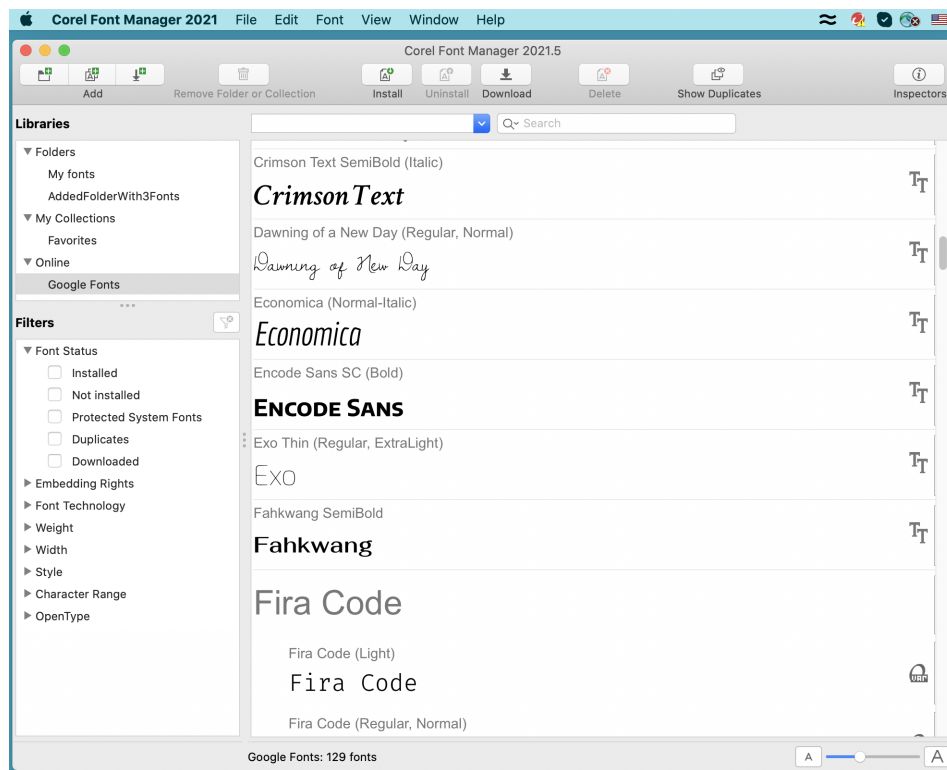 Corel Font Manager 2021 File Edit Font View Window Help
Corel Font Manager 2021.5
Add Remove Folder or Collection Install Uninstall Download Delete Show Duplicates Inspectors
Libraries
Search
Folders
My fonts
AddedFolderWith3Fonts
My Collections
Favorites
Online
Google Fonts
Filters
Font Status
Installed
Not installed
Protected System Fonts
Duplicates
Downloaded
Embedding Rights
Font Technology
Weight
Width
Style
Character Range
OpenType
Crimson Text SemiBold (Italic)
Crimson Text
Dawning of a New Day (Regular, Normal)
Dawning of New Day
Economica (Normal-Italic)
Economica
Encode Sans SC (Bold)
Encode Sans
Exo Thin (Regular, ExtraLight)
Exo
Fahkwang SemiBold
Fahkwang
Fira Code
Fira Code (Light)
Fira Code
Fira Code (Regular, Normal)
Google Fonts: 129 fonts
A A